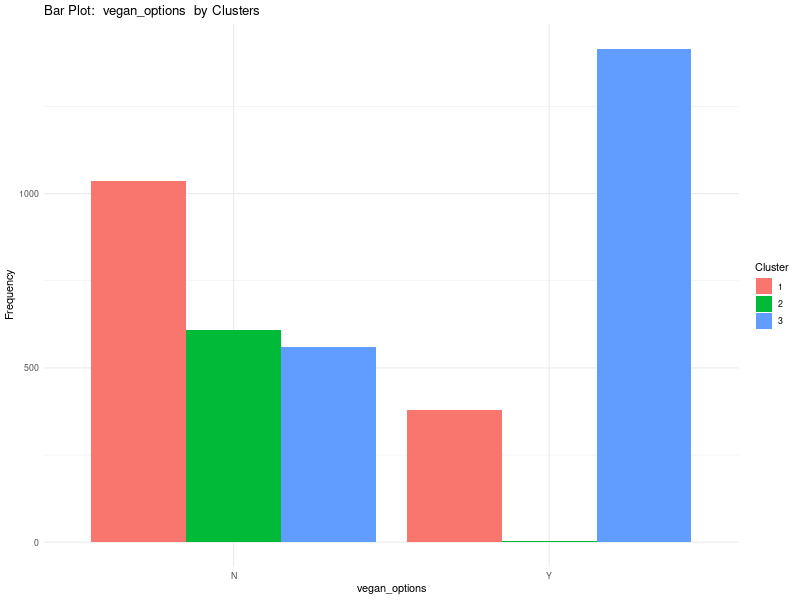 Bar Plot:  vegan_options  by Clusters
Frequency
1000
500
0
N
Y
vegan_options
Cluster
1
2
3